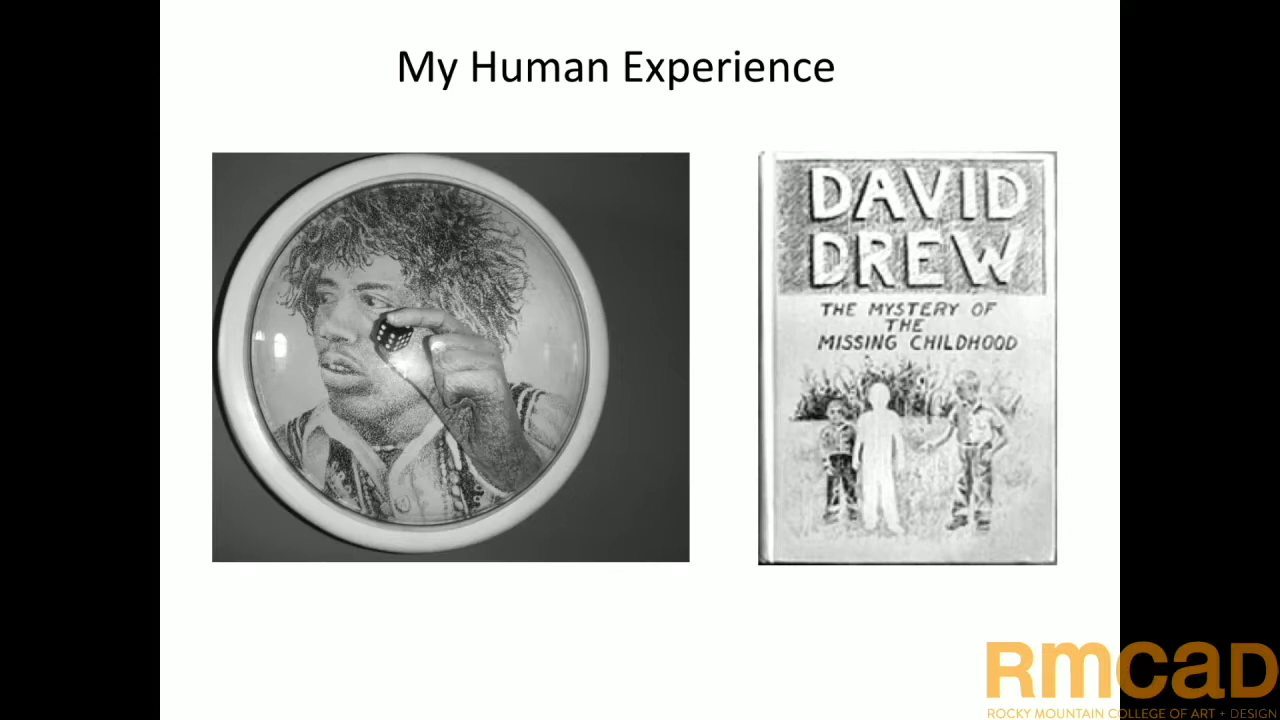 My Human Experience
DAVID
DREW
THE MYSTERY OF
THE
MISSING CHILDHOOD
RMCAD
ROCKY MOUNTAIN COLLEGE OF ART + DESIGN